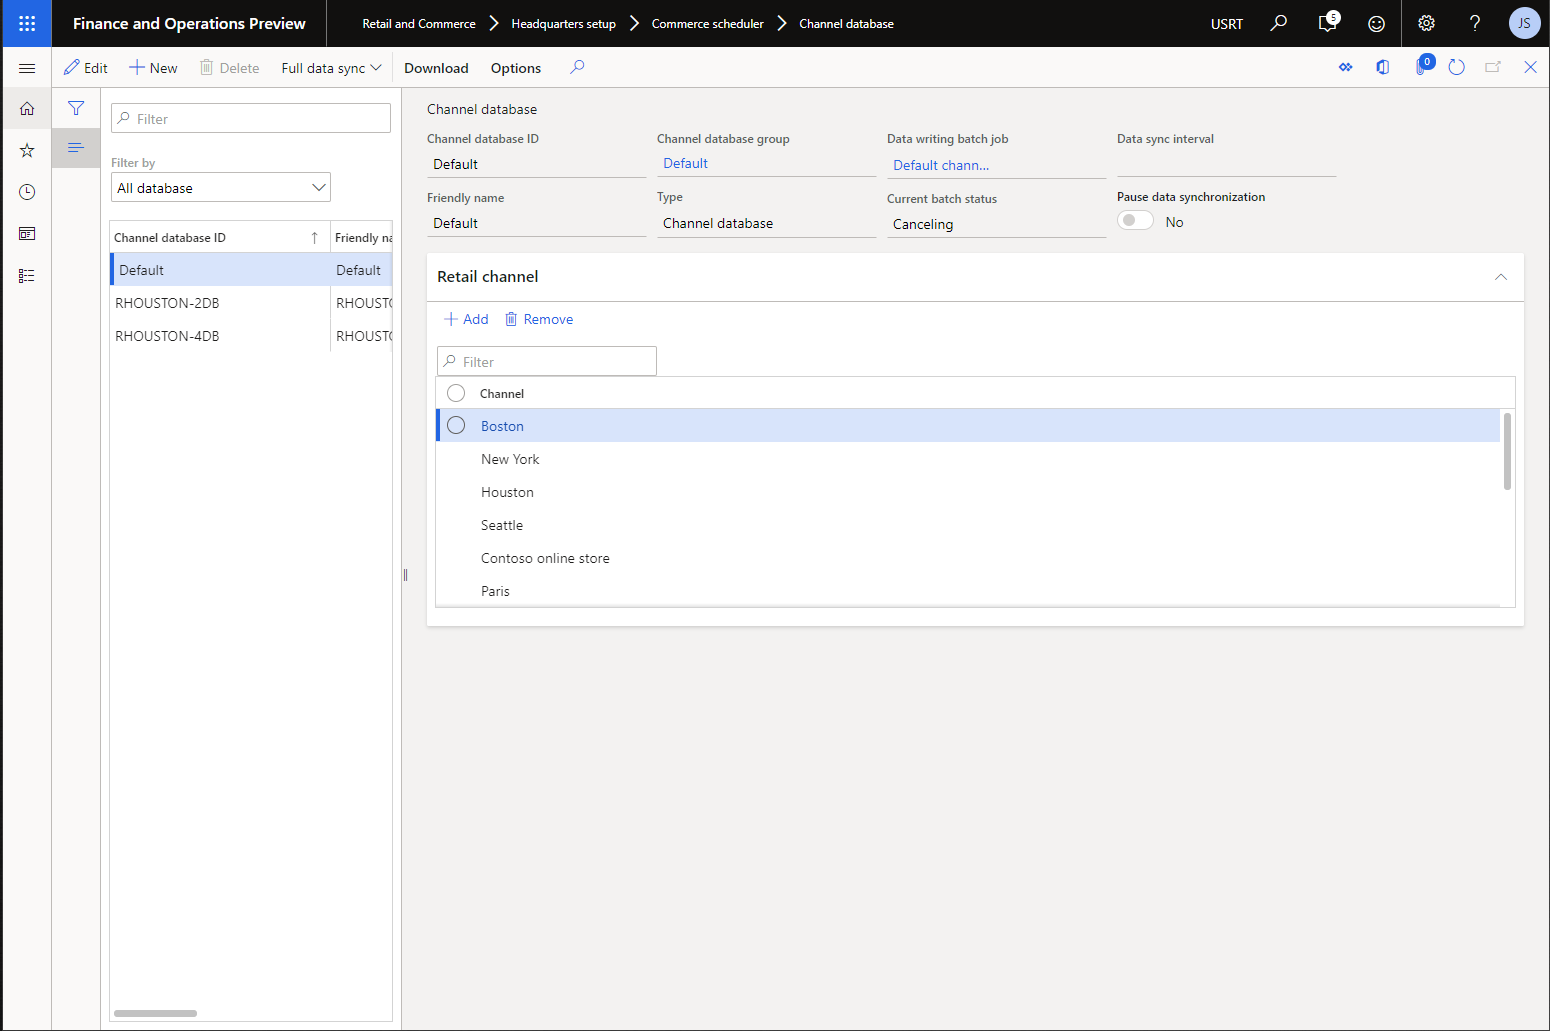 Finance and Operations Preview
Retail and Commerce
Headquarters setup
Commerce scheduler
Channel database
USRT
5
JS
Edit
New
Delete
Full data sync
Download
Options
0
Filter
Filter by
All database
Channel database ID
Friendly na
Default
Default
RHOUSTON-2DB
RHOUSTO
RHOUSTON-4DB
RHOUSTO
Channel database
Channel database ID
Channel database group
Data writing batch job
Data sync interval
Default
Default
Default chann...
Friendly name
Type
Current batch status
Pause data synchronization
Default
Channel database
Canceling
No
Retail channel
Add
Remove
Filter
Channel
Boston
New York
Houston
Seattle
Contoso online store
Paris